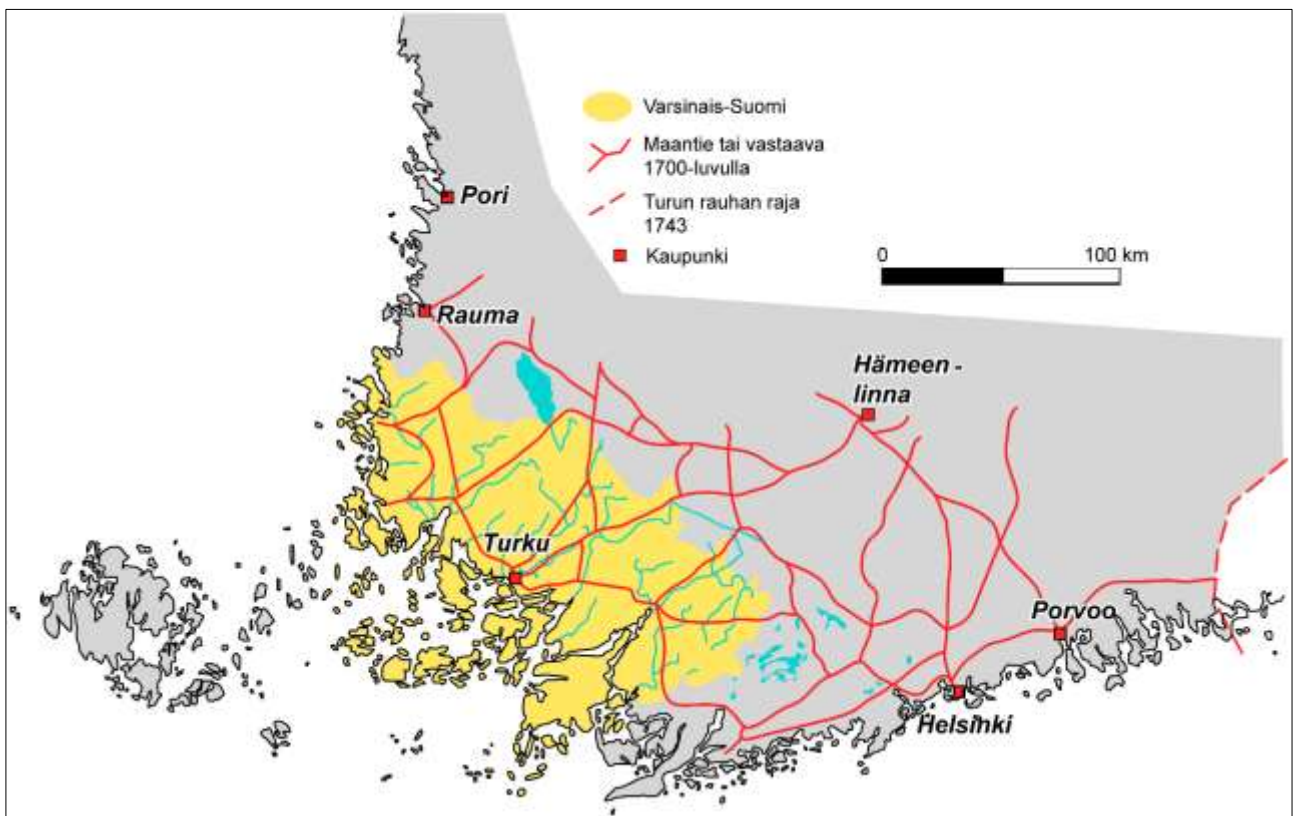 Varsinais-Suomi
Maantie tai vastaava
1700-luvulla
Turun rauhan raja
1743
Kaupunki
0 100 km
Pori
Rauma
Hämeen -
linna
Turku
Porvoo
Helsinki